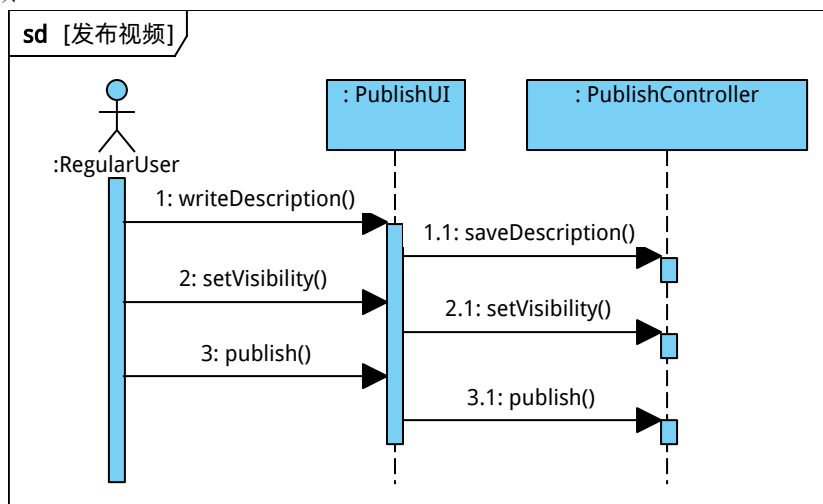 sd [发布视频]
: PublishUI
: PublishController
:RegularUser
1: writeDescription()
1.1: saveDescription()
2: setVisibility()
2.1: setVisibility()
3: publish()
3.1: publish()